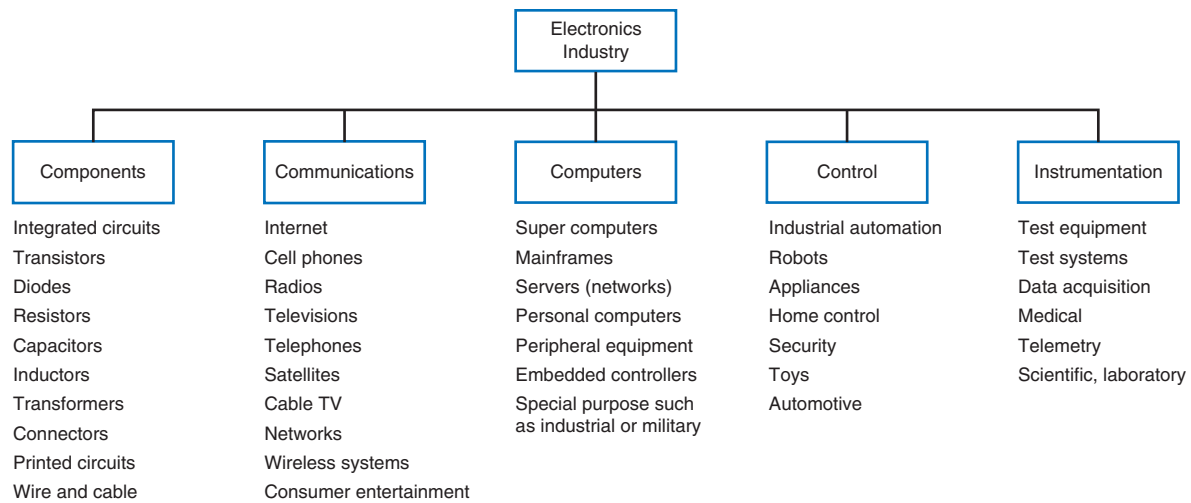 Electronics
Industry
Components
Integrated circuits
Transistors
Diodes
Resistors
Capacitors
Inductors
Transformers
Connectors
Printed circuits
Wire and cable
Communications
Internet
Cell phones
Radios
Televisions
Telephones
Satellites
Cable TV
Networks
Wireless systems
Consumer entertainment
Computers
Super computers
Mainframes
Servers (networks)
Personal computers
Peripheral equipment
Embedded controllers
Special purpose such
as industrial or military
Control
Industrial automation
Robots
Appliances
Home control
Security
Toys
Automotive
Instrumentation
Test equipment
Test systems
Data acquisition
Medical
Telemetry
Scientific, laboratory